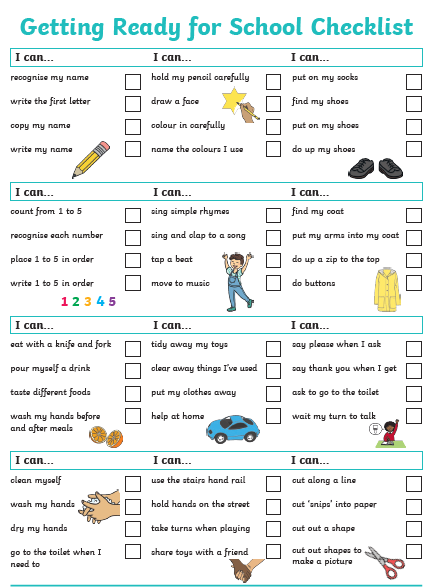 Getting Ready for School Checklist
I can... I can... I can...
recognise my name
write the first letter
copy my name
write my name
hold my pencil carefully
draw a face
colour in carefully
name the colours I use
put on my socks
find my shoes
put on my shoes
do up my shoes
I can... I can... I can...
count from 1 to 5
recognise each number
place 1 to 5 in order
write 1 to 5 in order
1 2 3 4 5
sing simple rhymes
sing and clap to a song
tap a beat
move to music
find my coat
put my arms into my coat
do up a zip to the top
do buttons
I can... I can... I can...
eat with a knife and fork
pour myself a drink
taste different foods
wash my hands before
and after meals
tidy away my toys
clear away things I've used
put my clothes away
help at home
say please when I ask
say thank you when I get
ask to go to the toilet
wait my turn to talk
I can... I can... I can...
clean myself
wash my hands
dry my hands
go to the toilet when I
need to
use the stairs hand rail
hold hands on the street
take turns when playing
share toys with a friend
cut along a line
cut ‘snips’ into paper
cut out a shape
cut out shapes to
make a picture